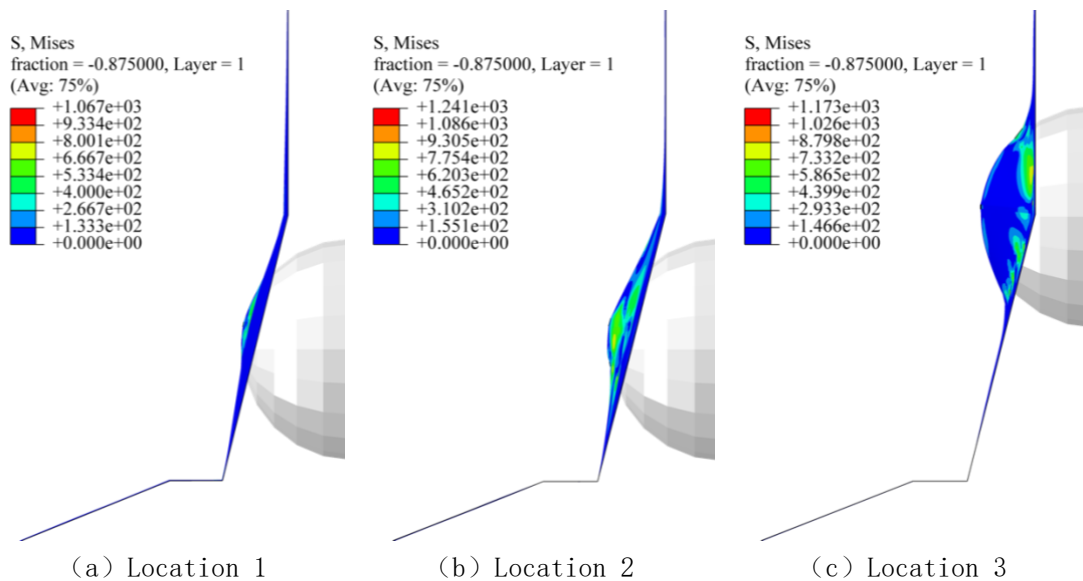 S, Mises
fraction = -0.875000, Layer = 1
(Avg: 75%)
+1.067e+03
+9.334e+02
+8.001e+02
+6.667e+02
+5.334e+02
+4.000e+02
+2.667e+02
+1.333e+02
+0.000e+00
(a) Location 1
S, Mises
fraction = -0.875000, Layer = 1
(Avg: 75%)
+1.241e+03
+1.086e+03
+9.305e+02
+7.754e+02
+6.203e+02
+4.652e+02
+3.102e+02
+1.551e+02
+0.000e+00
(b) Location 2
S, Mises
fraction = -0.875000, Layer = 1
(Avg: 75%)
+1.173e+03
+1.026e+03
+8.798e+02
+7.332e+02
+5.865e+02
+4.399e+02
+2.933e+02
+1.466e+02
+0.000e+00
(c) Location 3